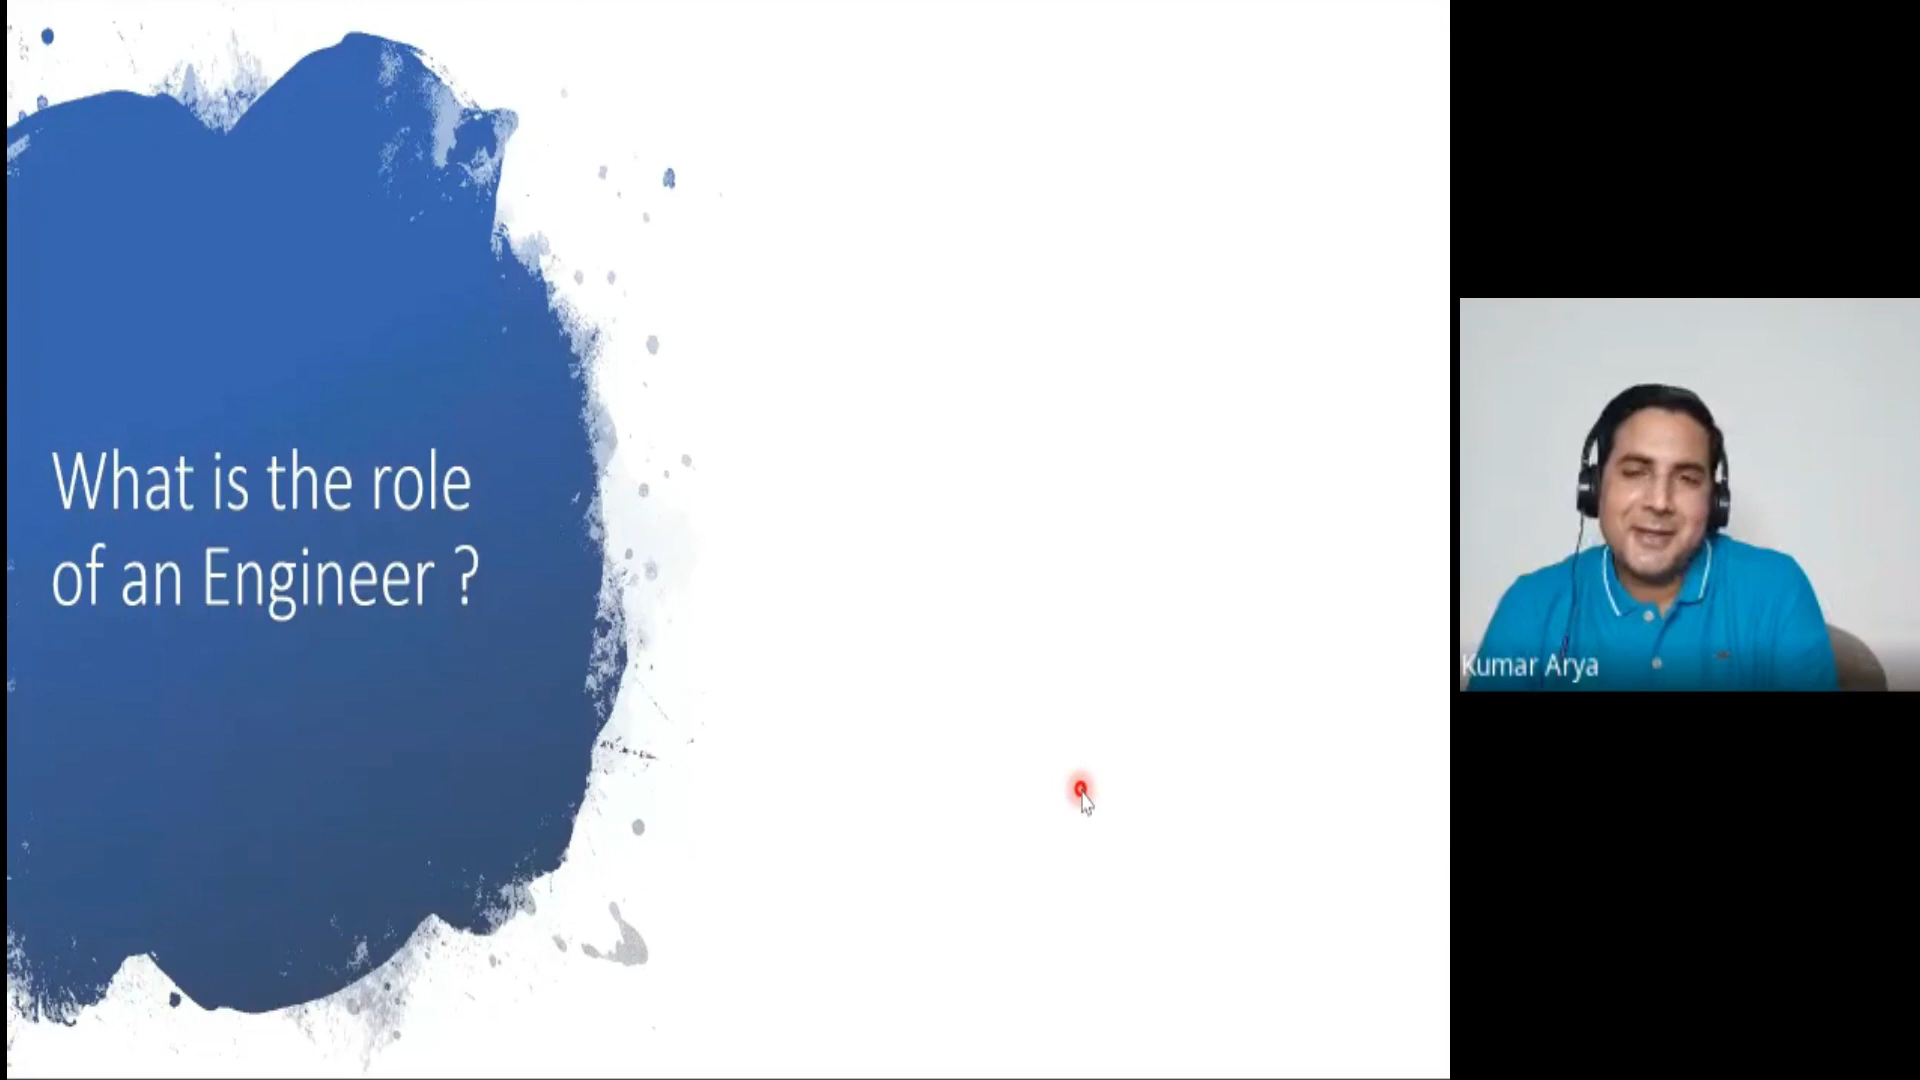 What is the role
of an Engineer ?
Kumar Arya